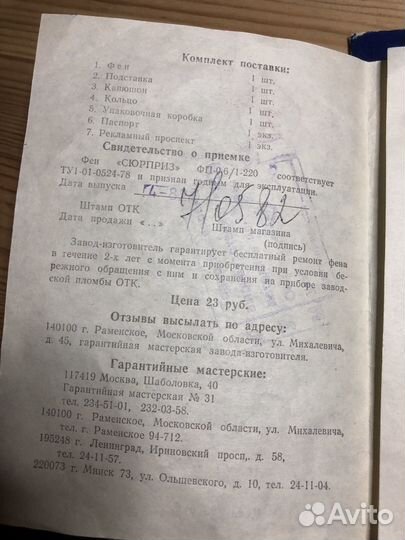 Комплект поставки:
1. Фен 1 шт.
2. Подставка 1 шт.
3. Капюшон 1 шт.
4. Кольцо 1 шт.
5. Упаковочная коробка 1 шт.
6. Паспорт 1 экз.
7. Рекламный проспект 1 экз.
Свидетельство о приемке
Фен «СЮРПРИЗ» ФП-0,6/1-220 соответствует
ТУ1-01-0524-78 и признан годным для эксплуатации.
Дата выпуска
7/05 82
Штамп ОТК Штамп магазина
Дата продажи «..» (подпись)
Завод-изготовитель гарантирует бесплатный ремонт фена
в течение 2-х лет с момента приобретения при условии бе-
режного обращения с ним и сохранения на приборе завод-
ской пломбы ОТК.
Цена 23 руб.
Отзывы высылать по адресу:
140100 г. Раменское, Московской области, ул. Михалевича,
д. 45, гарантийная мастерская завода-изготовителя.
Гарантийные мастерские:
117419 Москва, Шаболовка, 40
Гарантийная мастерская № 31
тел. 234-51-01, 232-03-58.
140100 г. Раменское, Московской области, ул. Михалевича,
тел. г. Раменское 94-712.
195248 г. Ленинград, Ириновский просп., д. 58,
тел. 24-11-57.
220073 г. Минск 73, ул. Ольшевского, д. 10, тел. 24-11-04.
Avito